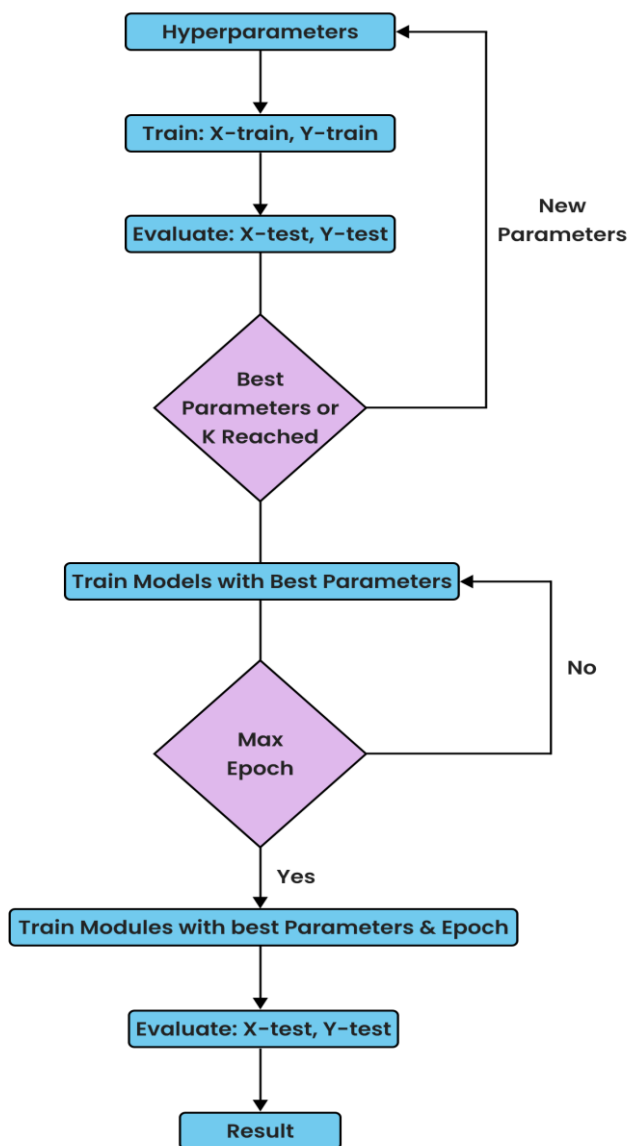 Hyperparameters
Train: X-train, Y-train
Evaluate: X-test, Y-test
New
Parameters
Best
Parameters or
K Reached
Train Models with Best Parameters
No
Max
Epoch
Yes
Train Modules with best Parameters & Epoch
Evaluate: X-test, Y-test
Result